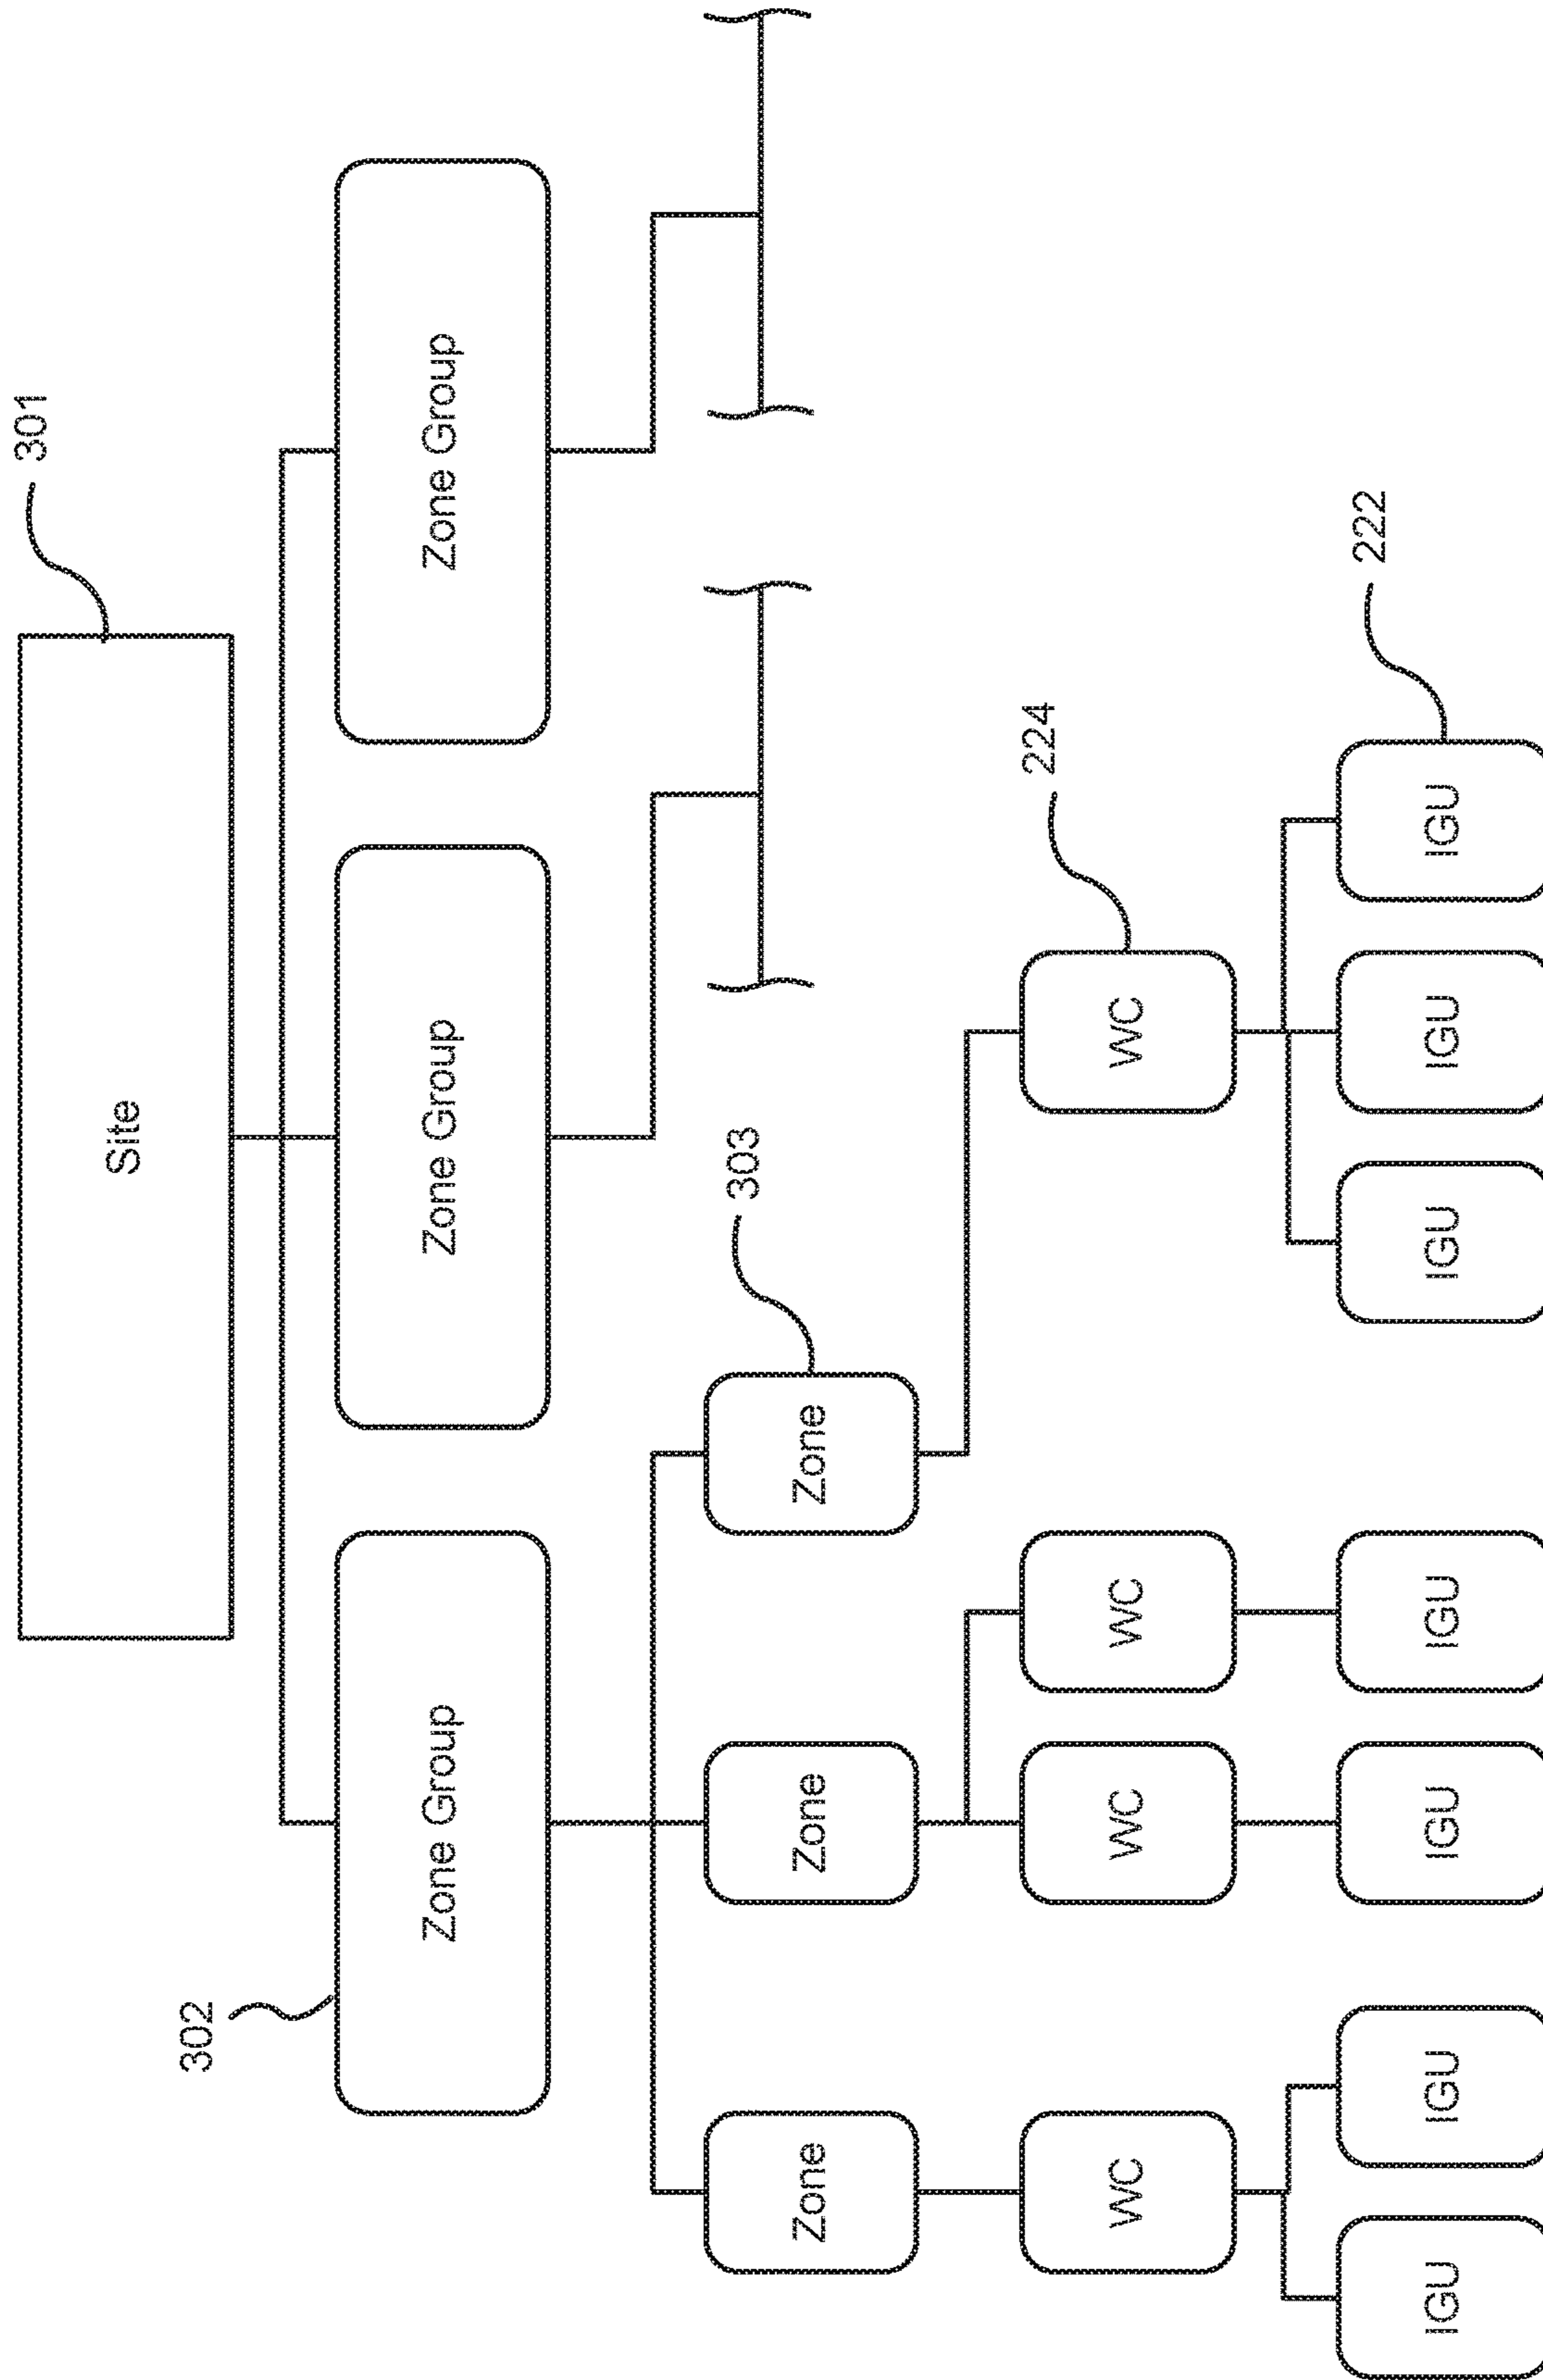 Site
301
302
Zone Group
Zone Group
Zone Group
Zone
Zone
Zone
303
WC
WC
WC
WC
224
IGU
IGU
IGU
IGU
IGU
IGU
IGU
222